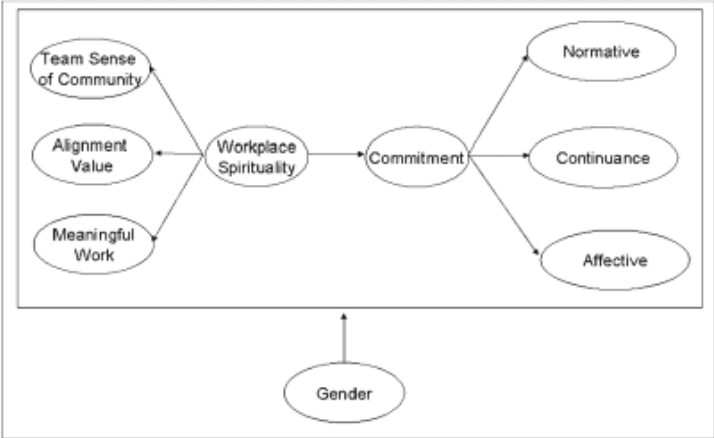 Team Sense
of Community
Alignment
Value
Meaningful
Work
Workplace
Spirituality
Commitment
Normative
Continuance
Affective
Gender